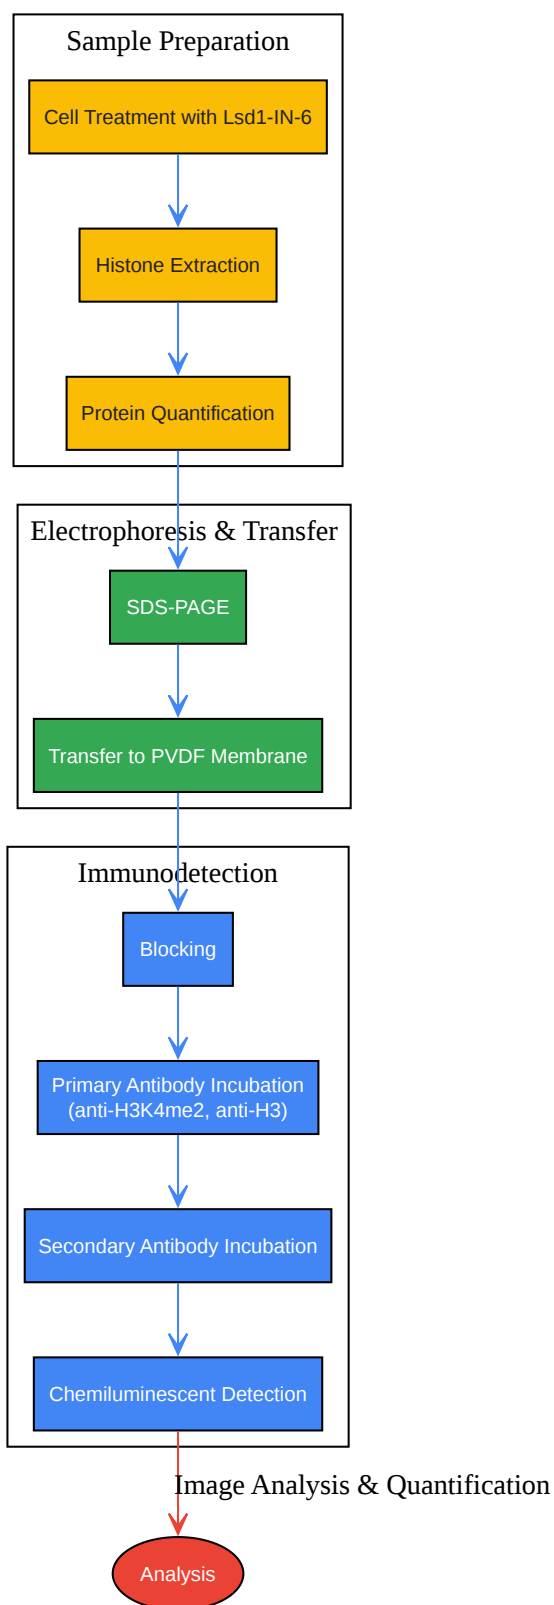 Sample Preparation
Cell Treatment with Lsd1-IN-6
Histone Extraction
Protein Quantification
Electrophoresis & Transfer
SDS-PAGE
Transfer to PVDF Membrane
Immunodetection
Blocking
Primary Antibody Incubation
(anti-H3K4me2, anti-H3)
Secondary Antibody Incubation
Chemiluminescent Detection
Image Analysis & Quantification
Analysis